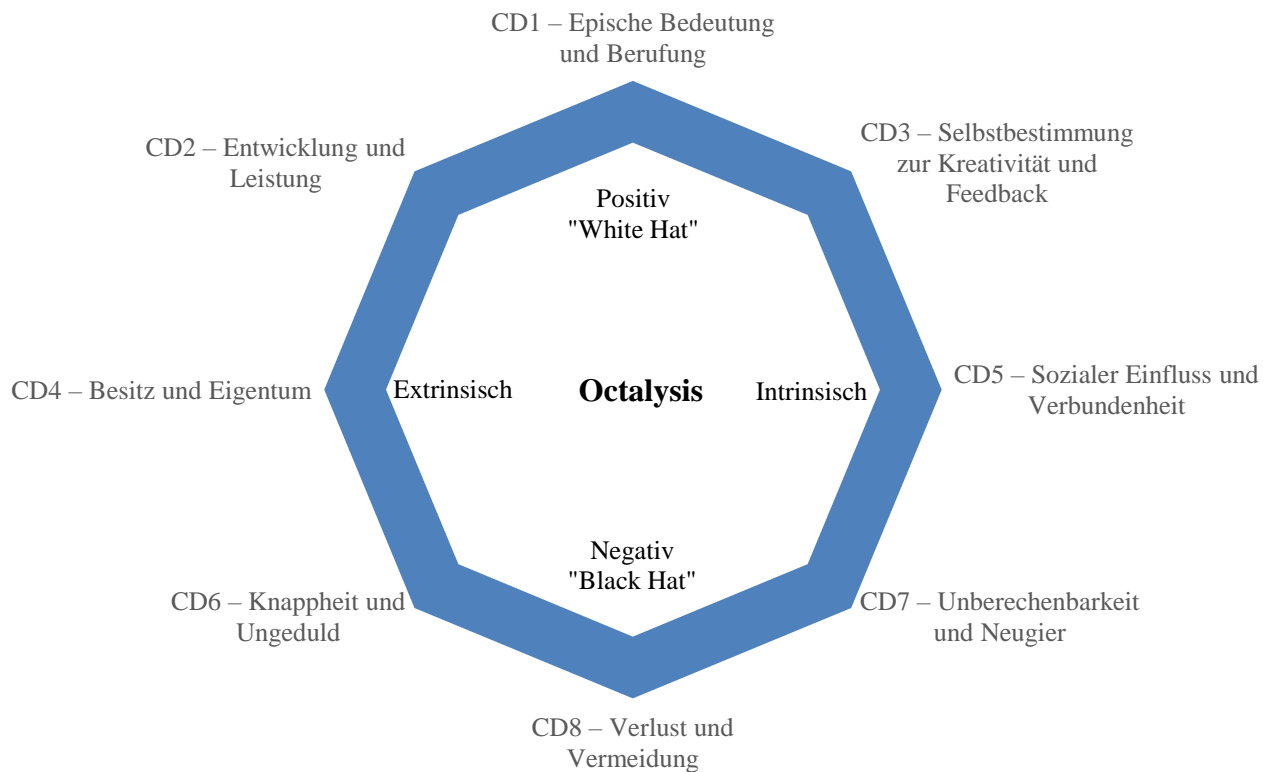 CD1 – Epische Bedeutung
und Berufung
CD2 – Entwicklung und
Leistung
CD3 – Selbstbestimmung
zur Kreativität und
Feedback
Positiv
"White Hat"
CD4 – Besitz und Eigentum
Extrinsisch
Octalysis
Intrinsisch
CD5 – Sozialer Einfluss und
Verbundenheit
Negativ
"Black Hat"
CD6 – Knappheit und
Ungeduld
CD7 – Unberechenbarkeit
und Neugier
CD8 – Verlust und
Vermeidung